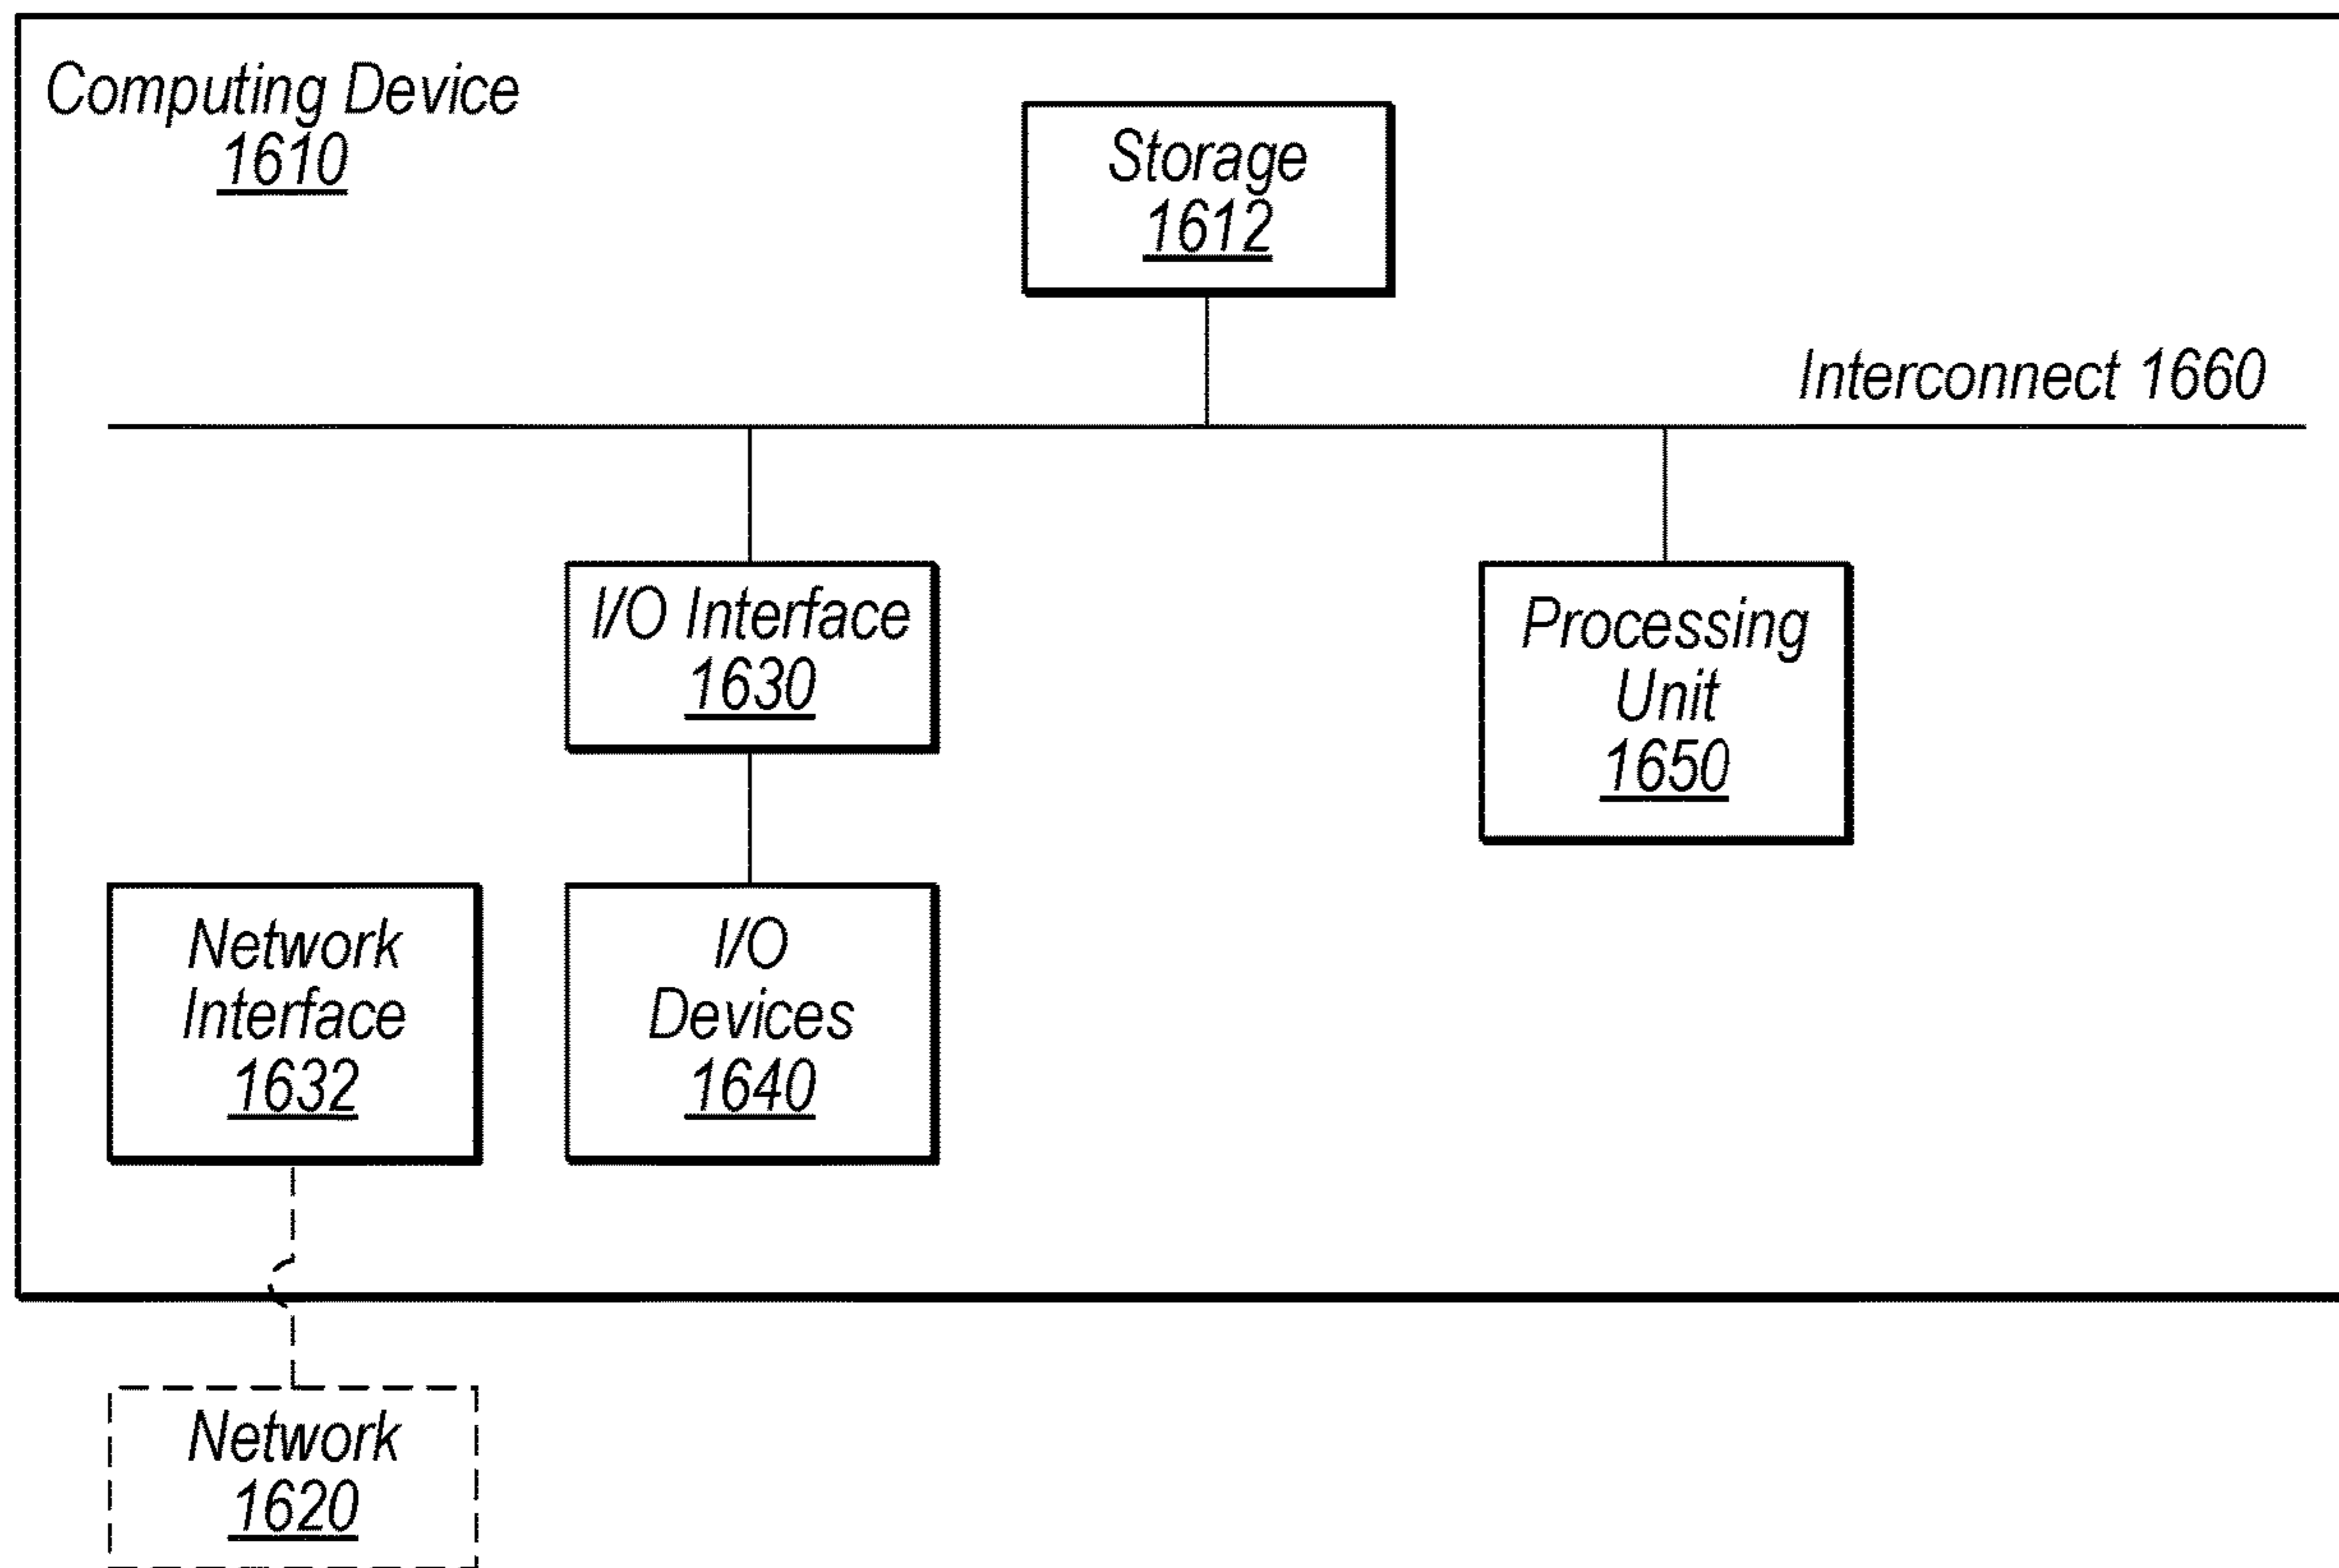 Computing Device
1610
Storage
1612
Interconnect 1660
I/O Interface
1630
Processing
Unit
1650
Network
Interface
1632
I/O
Devices
1640
Network
1620